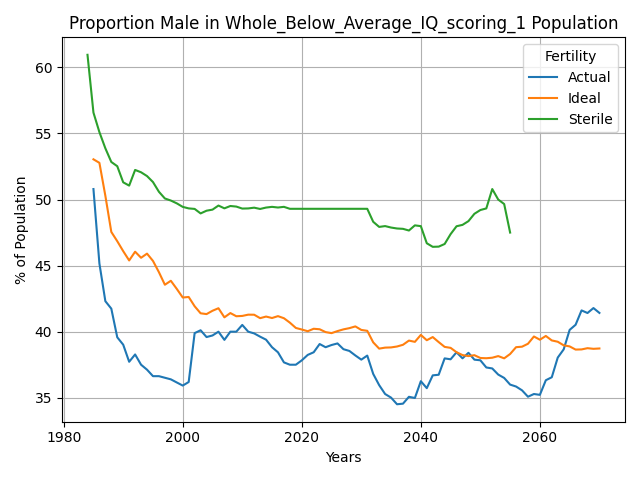 Proportion Male in Whole_Below_Average_IQ_scoring_1 Population
% of Population
60
55
50
45
40
35
Fertility
Actual
Ideal
Sterile
1980 2000 2020 2040 2060
Years